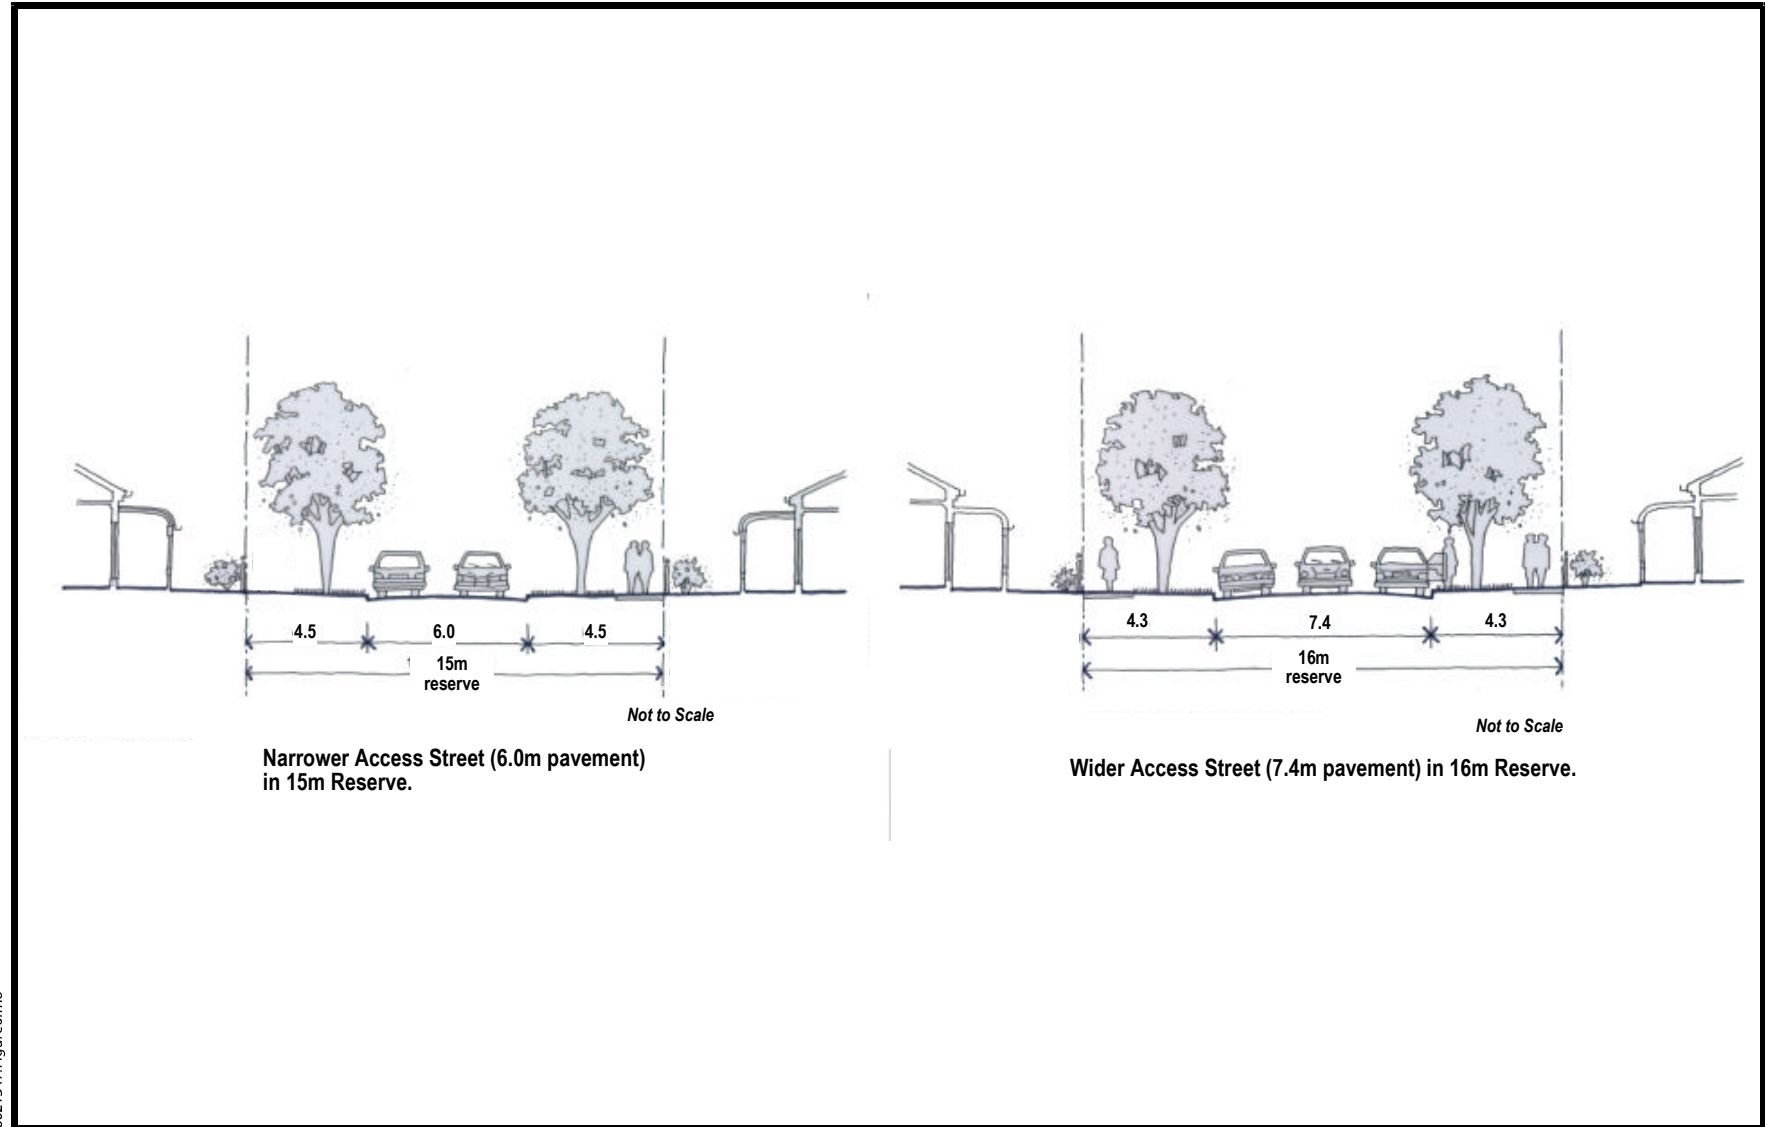 4.5
6.0
4.5
15m
reserve
Not to Scale
Narrower Access Street (6.0m pavement)
in 15m Reserve.
4.3
7.4
4.3
16m
reserve
Not to Scale
Wider Access Street (7.4m pavement) in 16m Reserve.